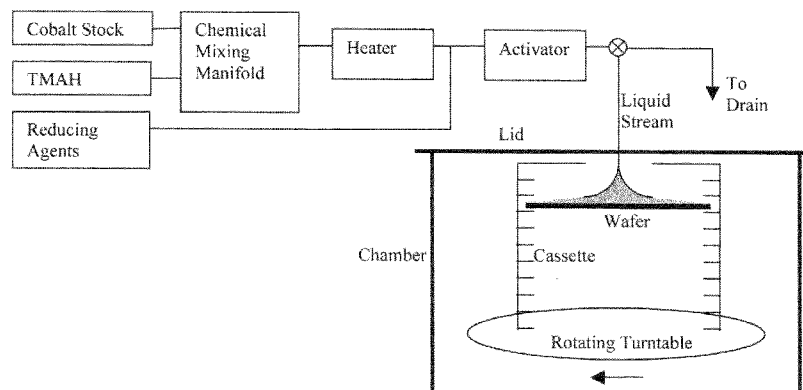 Cobalt Stock
TMAH
Reducing
Agents
Chemical
Mixing
Manifold
Heater
Activator
To
Drain
Liquid
Stream
Lid
Wafer
Chamber
Cassette
Rotating Turntable